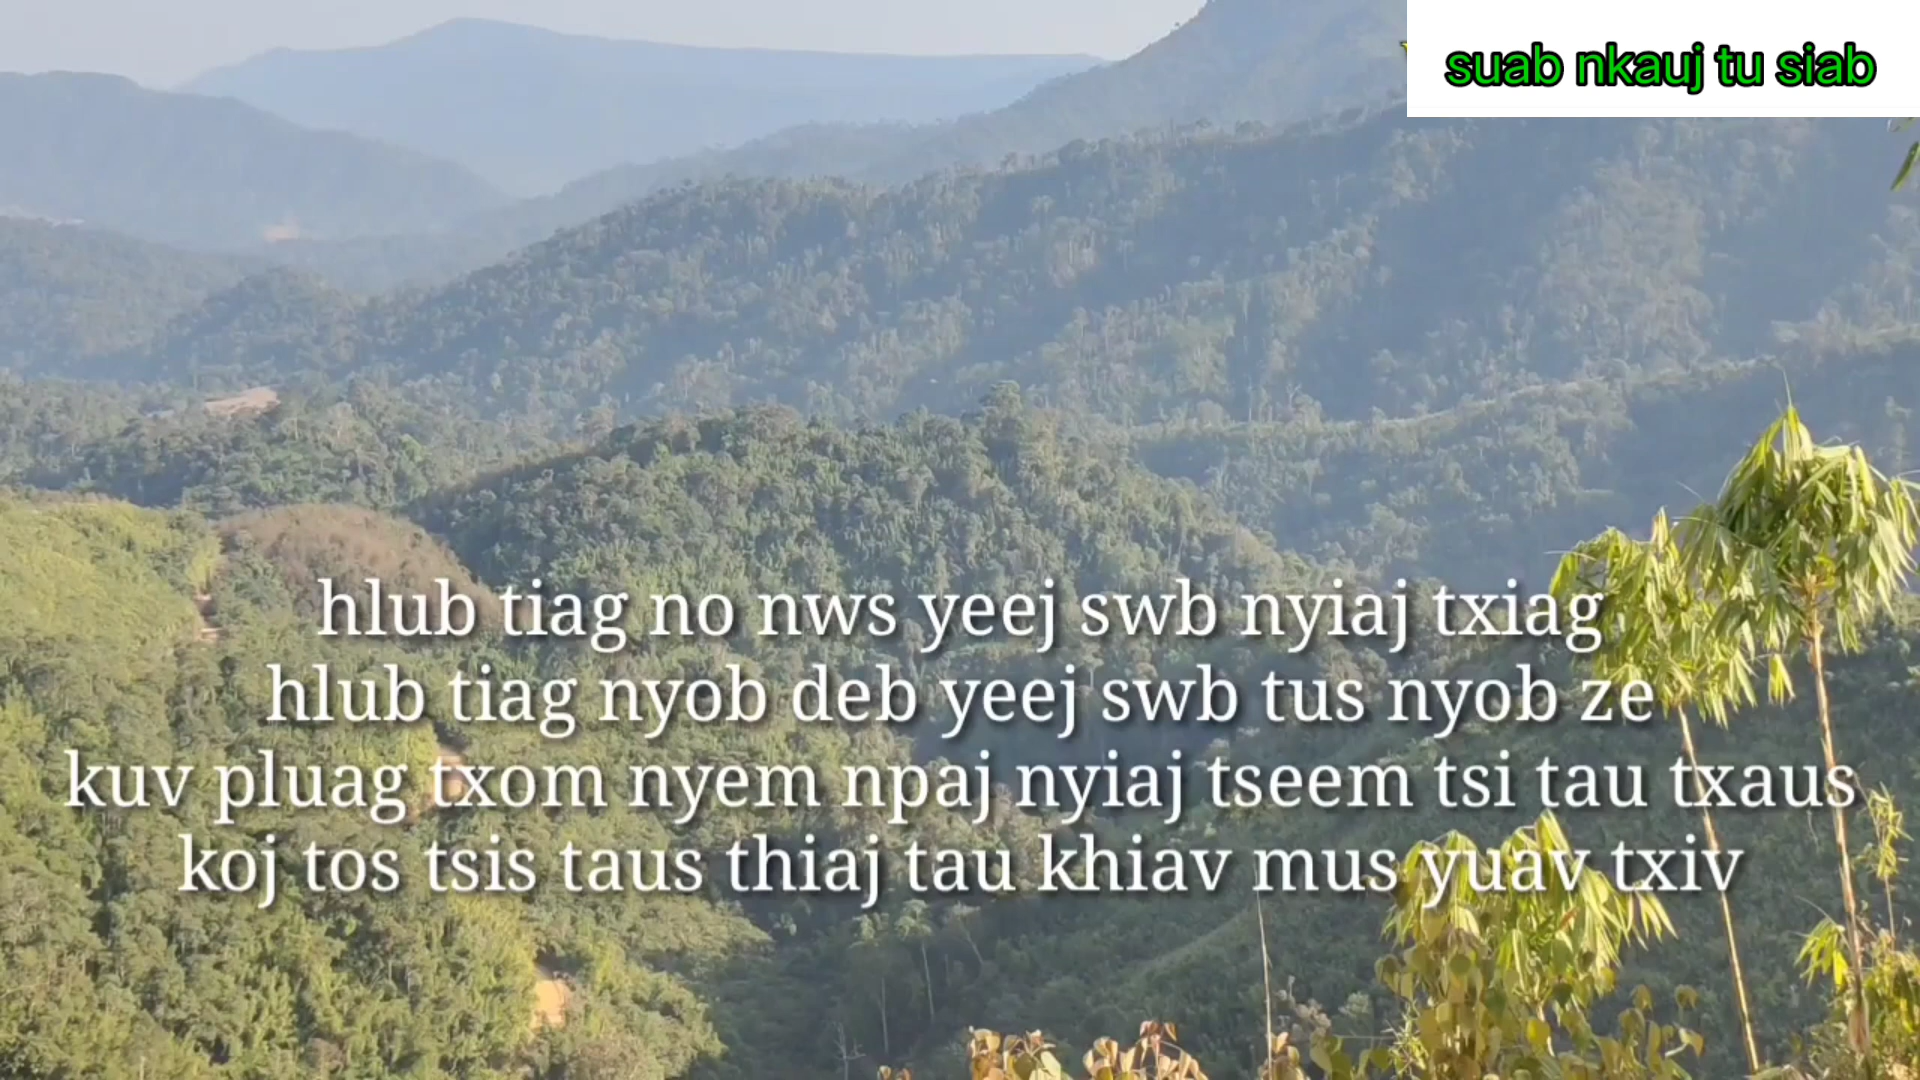 suab nkauj tu siab
hlub tiag no nws yeej swb nyiaj txiag
hlub tiag nyob deb yeej swb tus nyob ze
kuv pluag txom nyem npaj nyiaj tseem tsi tau txaus
koj tos tsis taus thiaj tau khiav mus yuav txiv